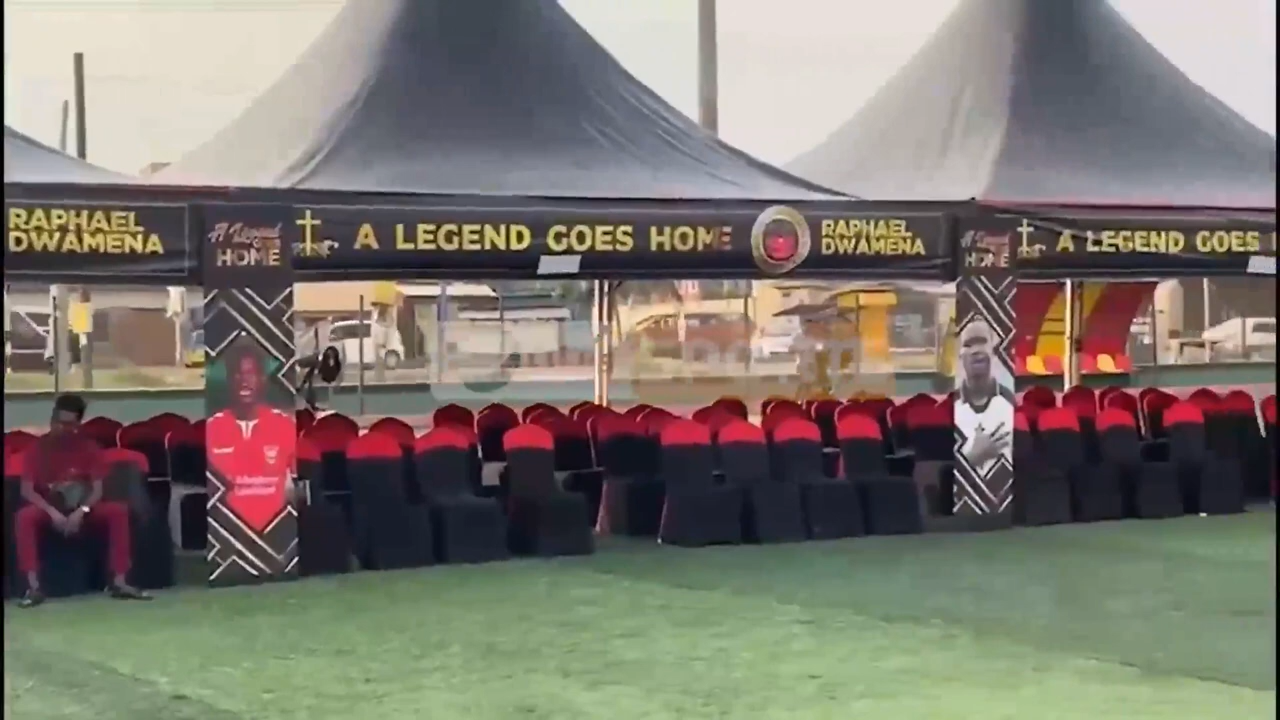 RAPHAEL
DWAMENA
A Legend
HOME
A LEGEND GOES HOME
RAPHAEL
DWAMENA
A Legend
HOME
A LEGEND GOES